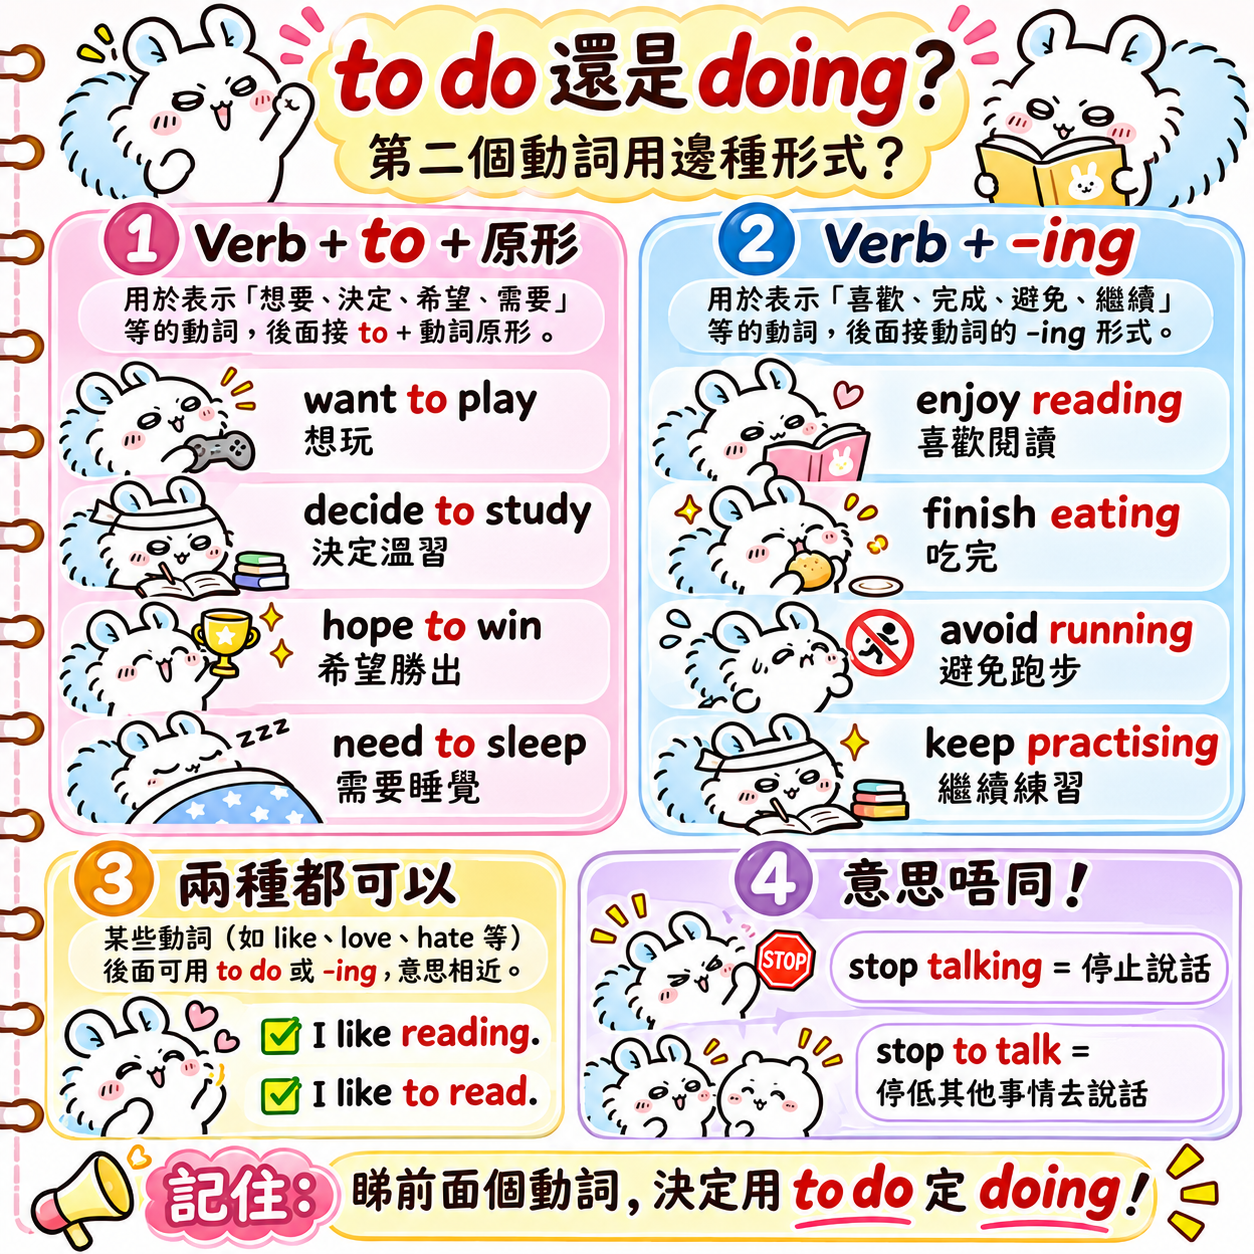 to do 還是 doing?
第二個動詞用邊種形式？
1 Verb + to + 原形
用於表示「想要、決定、希望、需要」
等的動詞，後面接 to + 動詞原形。
want to play
想玩
decide to study
決定溫習
hope to win
希望勝出
zzz
need to sleep
需要睡覺
2 Verb + -ing
用於表示「喜歡、完成、避免、繼續」
等的動詞，後面接動詞的 -ing 形式。
enjoy reading
喜歡閱讀
finish eating
吃完
avoid running
避免跑步
keep practising
繼續練習
3 兩種都可以
某些動詞（如 like、love、hate 等）
後面可用 to do 或 -ing，意思相近。
I like reading.
I like to read.
4 意思唔同！
STOP
stop talking = 停止說話
stop to talk =
停低其他事情去說話
記住：
睇前面個動詞，決定用 to do 定 doing！